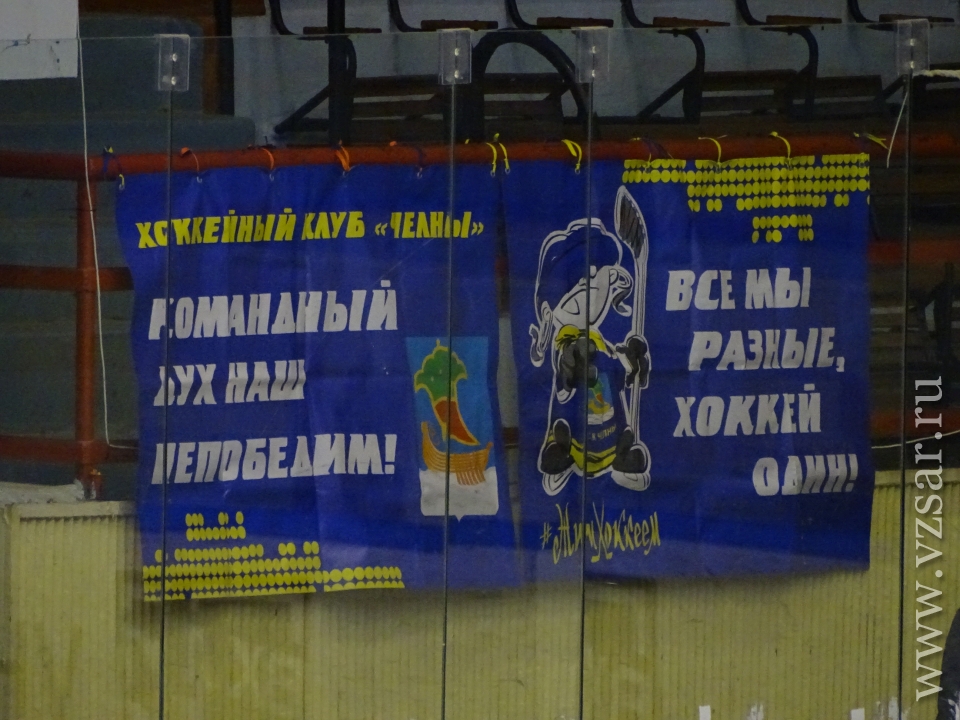 ХОККЕЙНЫЙ КЛУБ «ЧЕЛНЫ»
КОМАНДНЫЙ
ДУХ НАШ
НЕПОБЕДИМ!
ВСЕ МЫ
РАЗНЫЕ,
ХОККЕЙ
ОДИН!
#ЖивиХоккеем
www.vzsar.ru